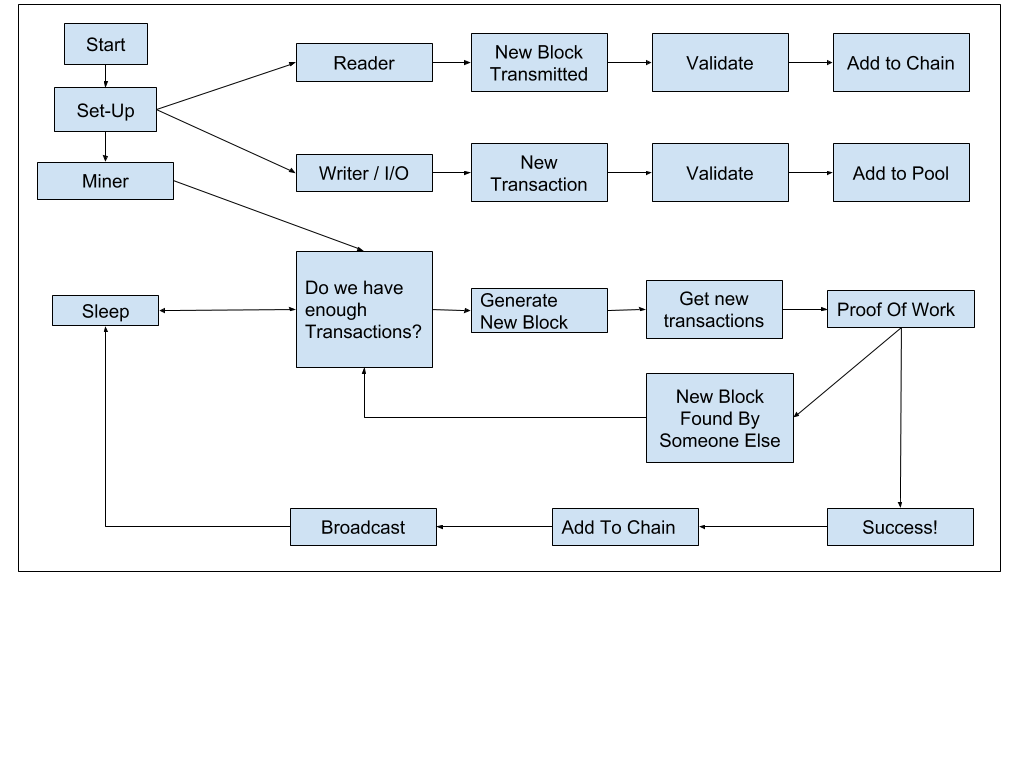 Start
Reader
New Block
Transmitted
Validate
Add to Chain
Set-Up
Writer / I/O
New
Transaction
Validate
Add to Pool
Miner
Do we have
enough
Transactions?
Sleep
Generate
New Block
Get new
transactions
Proof Of Work
New Block
Found By
Someone Else
Broadcast
Add To Chain
Success!